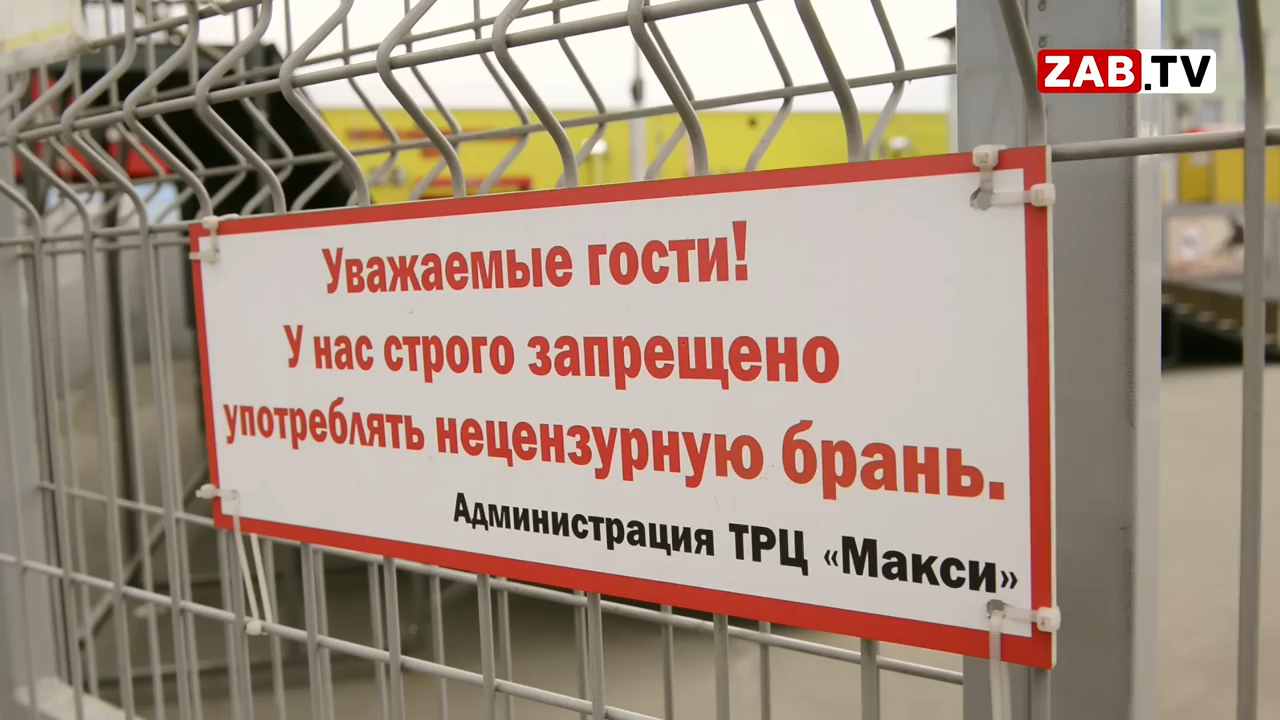 ZAB.TV
Уважаемые гости!
У нас строго запрещено
употреблять нецензурную брань.
Администрация ТРЦ «Макси»